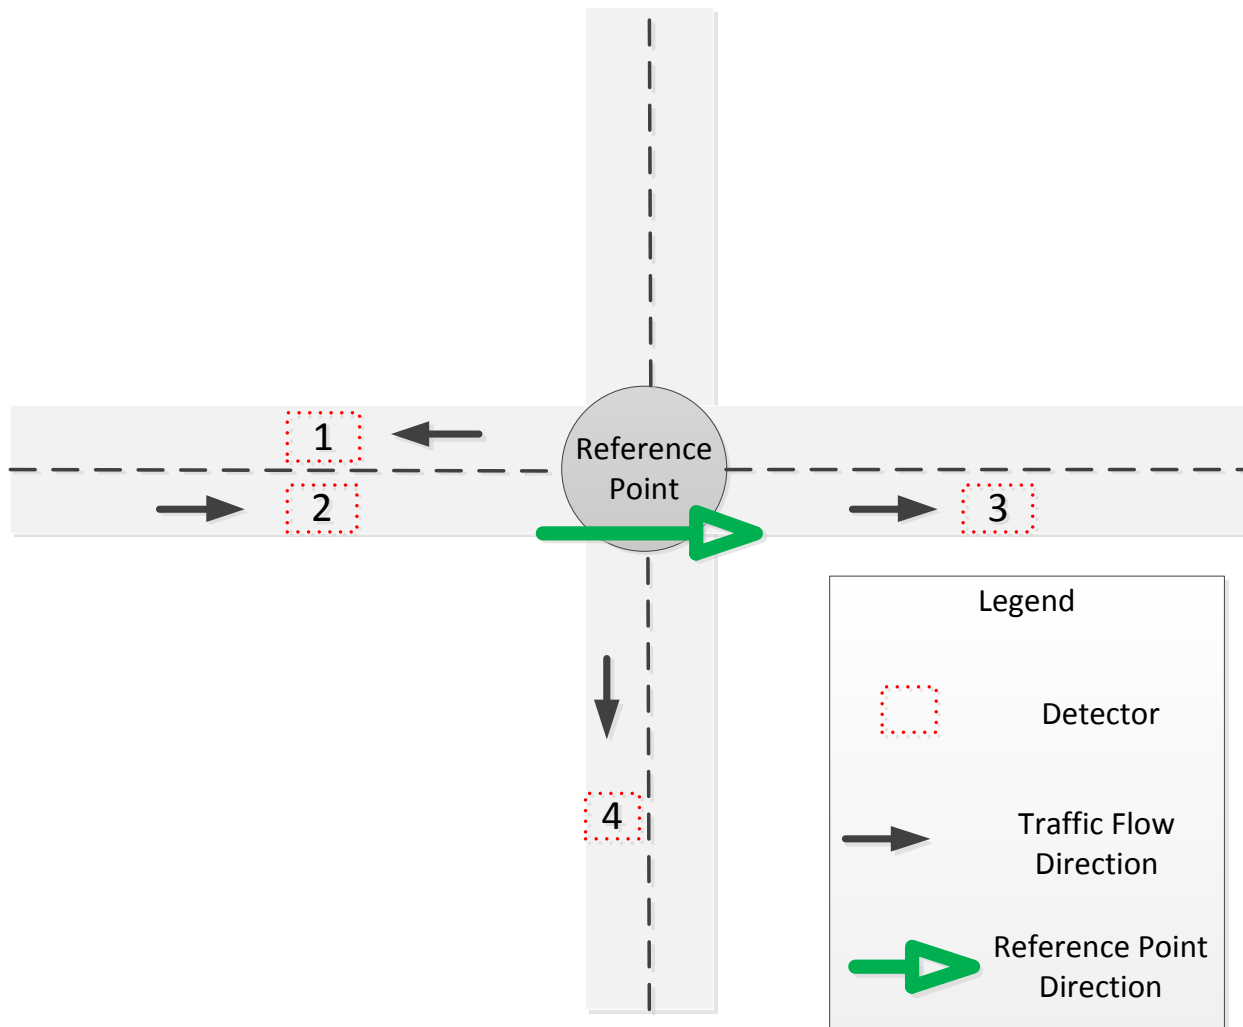 1
Reference
Point
2
3
4
Legend
Detector
Traffic Flow
Direction
Reference Point
Direction